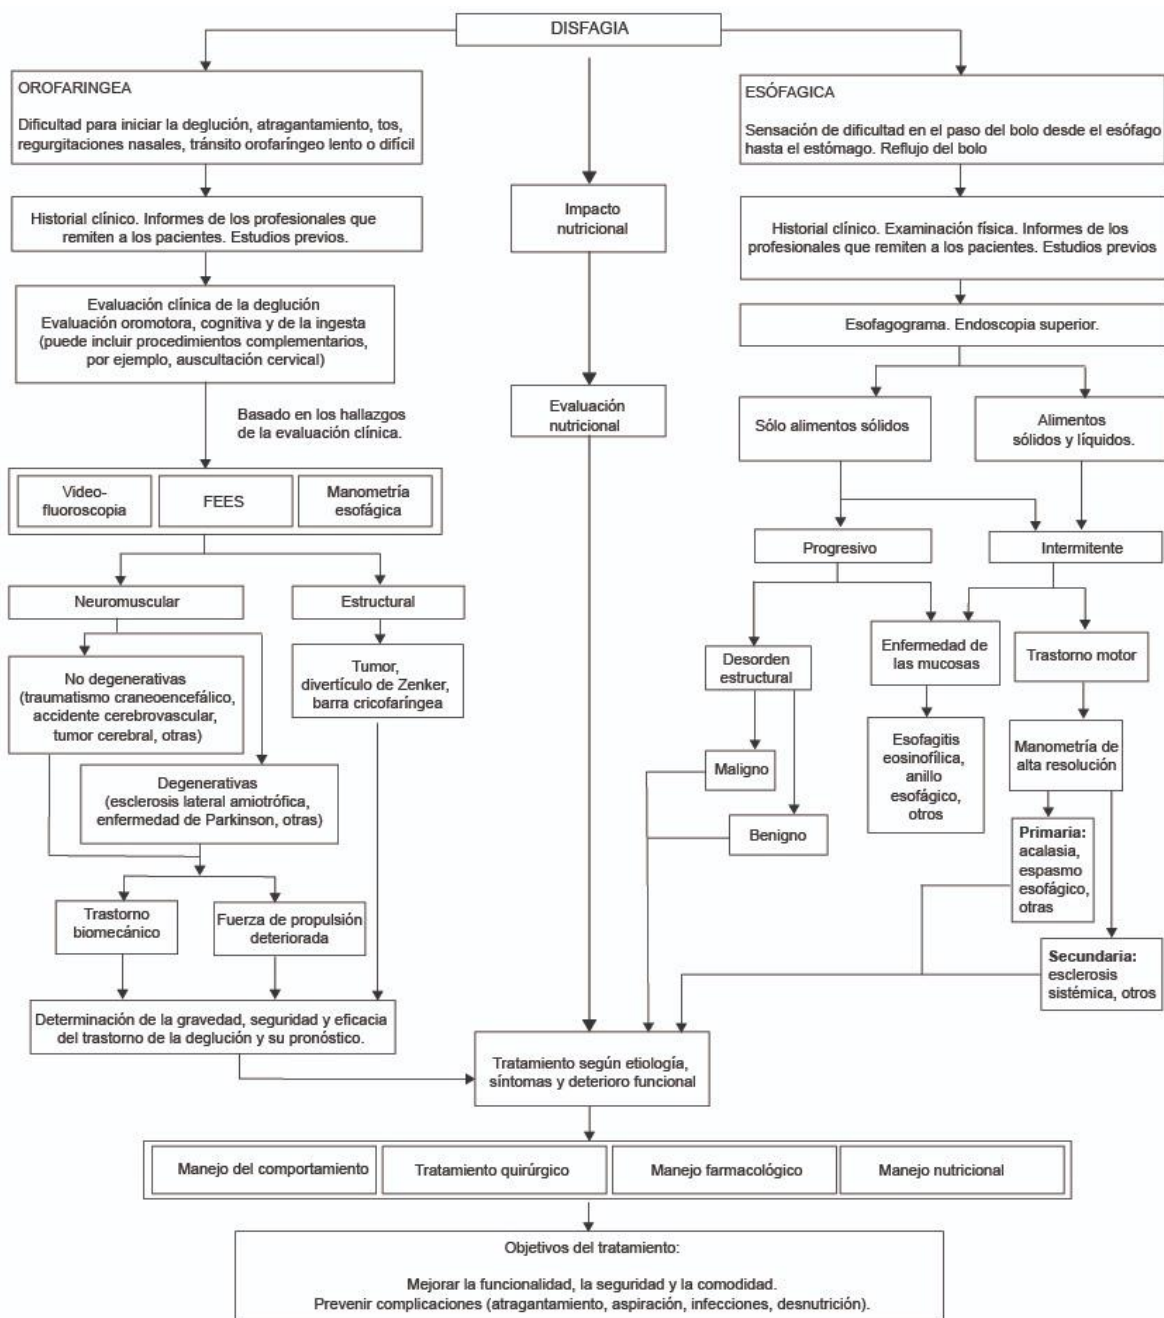 DISFAGIA
OROFARINGEA
Dificultad para iniciar la deglución, atragantamiento, tos,
regurgitaciones nasales, tránsito orofaríngeo lento o difícil
Historial clínico. Informes de los profesionales que
remiten a los pacientes. Estudios previos.
Evaluación clínica de la deglución
Evaluación oromotora, cognitiva y de la ingesta
(puede incluir procedimientos complementarios,
por ejemplo, auscultación cervical)
Basado en los hallazgos
de la evaluación clínica.
Video-
fluoroscopia
FEES
Manometría
esofágica
Neuromuscular
Estructural
No degenerativas
(traumatismo craneoencefálico,
accidente cerebrovascular,
tumor cerebral, otras)
Tumor,
divertículo de Zenker,
barra cricofaríngea
Degenerativas
(esclerosis lateral amiotrófica,
enfermedad de Parkinson, otras)
Trastorno
biomecánico
Fuerza de propulsión
deteriorada
Determinación de la gravedad, seguridad y eficacia
del trastorno de la deglución y su pronóstico.
Impacto
nutricional
Evaluación
nutricional
ESÓFAGICA
Sensación de dificultad en el paso del bolo desde el esófago
hasta el estómago. Reflujo del bolo
Historial clínico. Examinación física. Informes de los
profesionales que remiten a los pacientes. Estudios previos
Esofagograma. Endoscopia superior.
Sólo alimentos sólidos
Alimentos
sólidos y líquidos.
Progresivo
Intermitente
Desorden
estructural
Enfermedad de
las mucosas
Trastorno motor
Maligno
Benigno
Esofagitis
eosinofílica,
anillo
esofágico,
otros
Manometría de
alta resolución
Primaria:
acalasia,
espasmo
esofágico,
otras
Secundaria:
esclerosis
sistémica, otros
Tratamiento según etiología,
síntomas y deterioro funcional
Manejo del comportamiento
Tratamiento quirúrgico
Manejo farmacológico
Manejo nutricional
Objetivos del tratamiento:
Mejorar la funcionalidad, la seguridad y la comodidad.
Prevenir complicaciones (atragantamiento, aspiración, infecciones, desnutrición).